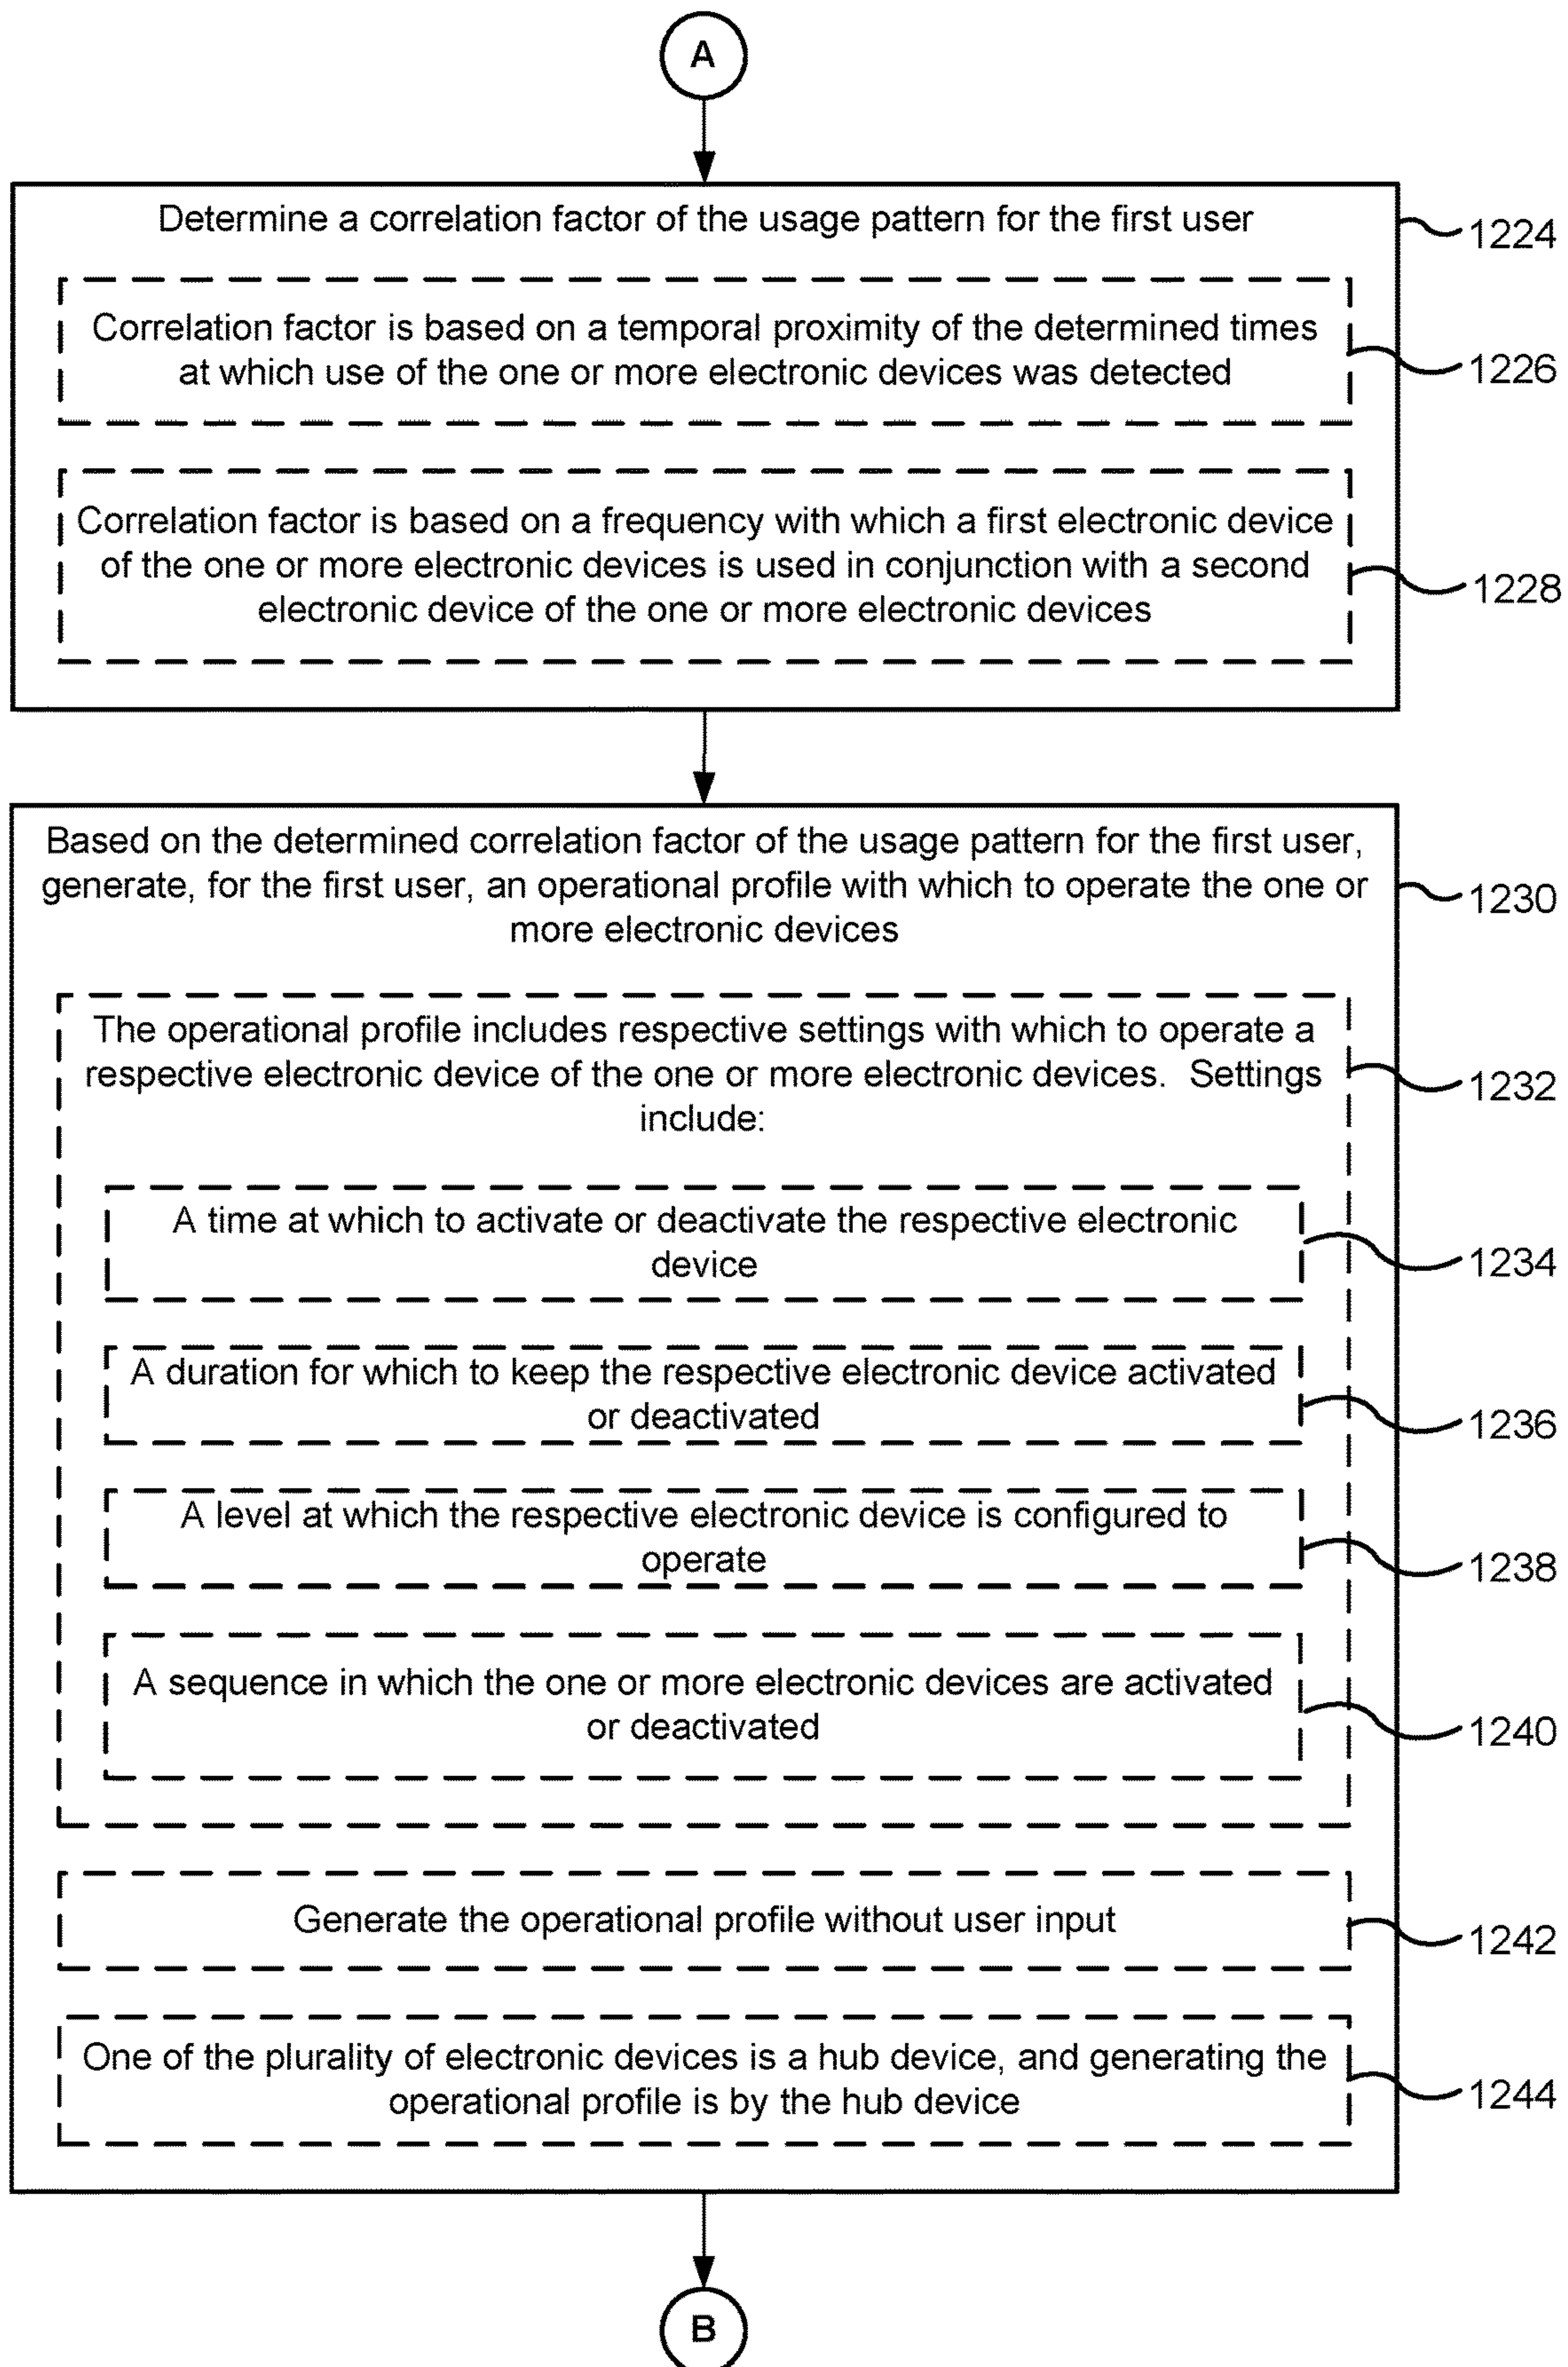 A
Determine a correlation factor of the usage pattern for the first user
1224
Correlation factor is based on a temporal proximity of the determined times
at which use of the one or more electronic devices was detected
1226
Correlation factor is based on a frequency with which a first electronic device
of the one or more electronic devices is used in conjunction with a second
electronic device of the one or more electronic devices
1228
Based on the determined correlation factor of the usage pattern for the first user,
generate, for the first user, an operational profile with which to operate the one or
more electronic devices
1230
The operational profile includes respective settings with which to operate a
respective electronic device of the one or more electronic devices.  Settings
include:
1232
A time at which to activate or deactivate the respective electronic
device
1234
A duration for which to keep the respective electronic device activated
or deactivated
1236
A level at which the respective electronic device is configured to
operate
1238
A sequence in which the one or more electronic devices are activated
or deactivated
1240
Generate the operational profile without user input
1242
One of the plurality of electronic devices is a hub device, and generating the
operational profile is by the hub device
1244
B